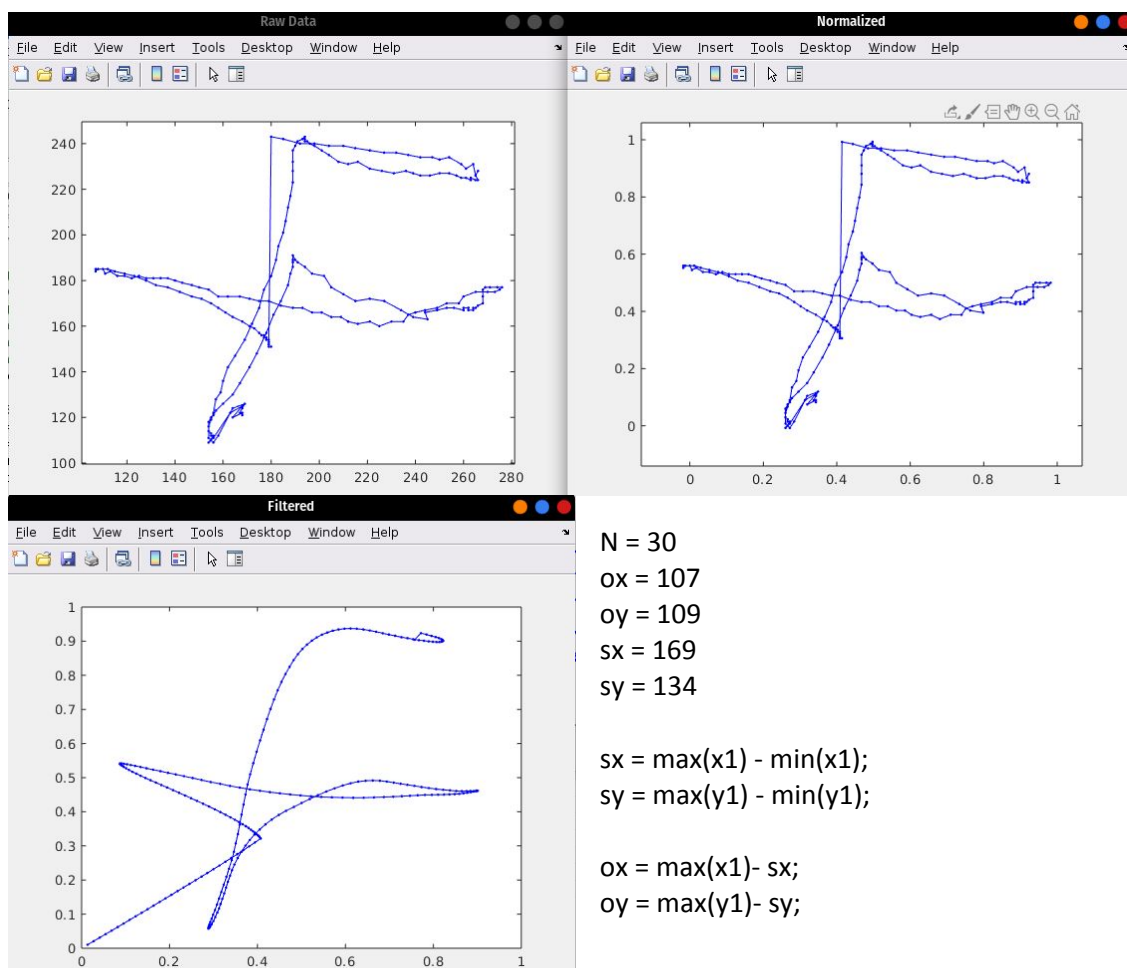 Raw Data
File Edit View Insert Tools Desktop Window Help
240
220
200
180
160
140
120
100
120 140 160 180 200 220 240 260 280
Normalized
File Edit View Insert Tools Desktop Window Help
1
0.8
0.6
0.4
0.2
0
0 0.2 0.4 0.6 0.8 1
Filtered
File Edit View Insert Tools Desktop Window Help
1
0.9
0.8
0.7
0.6
0.5
0.4
0.3
0.2
0.1
0
0 0.2 0.4 0.6 0.8 1
N = 30
ox = 107
oy = 109
sx = 169
sy = 134
sx = max(x1) - min(x1);
sy = max(y1) - min(y1);
ox = max(x1)- sx;
oy = max(y1)- sy;